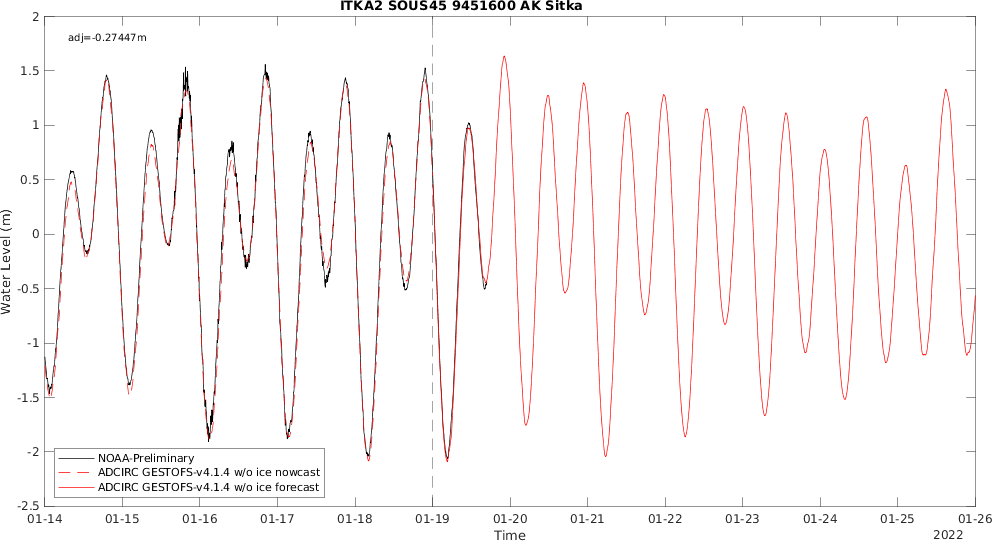 ITKA2 SOUS45 9451600 AK Sitka
adj=-0.27447m
Water Level (m)
2
1.5
1
0.5
0
-0.5
-1
-1.5
-2
-2.5
NOAA-Preliminary
ADCIRC GESTOFS-v4.1.4 w/o ice nowcast
ADCIRC GESTOFS-v4.1.4 w/o ice forecast
01-14 01-15 01-16 01-17 01-18 01-19 01-20 01-21 01-22 01-23 01-24 01-25 01-26
Time
2022